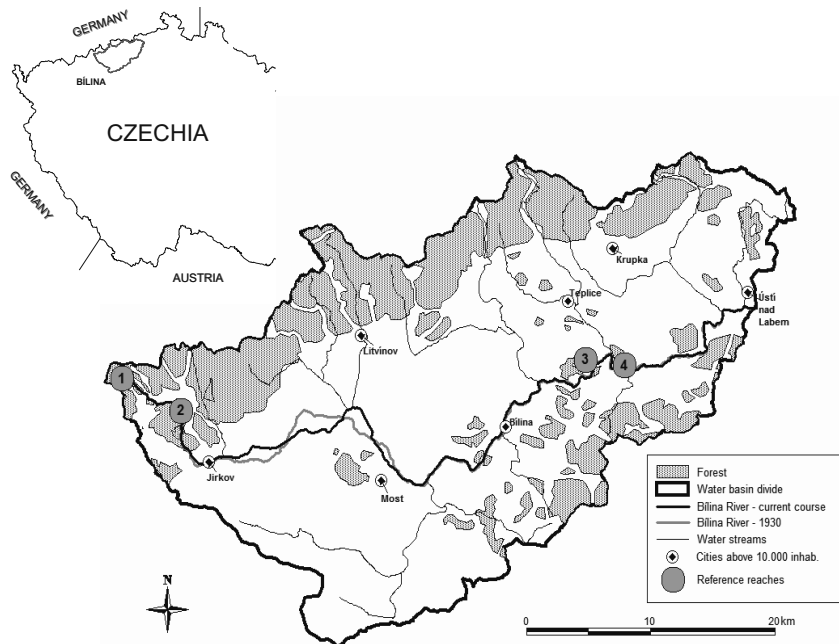 GERMANY
BÍLINA
CZECHIA
GERMANY
AUSTRIA
Krupka
Teplice
Ústí
nad
Labem
Litvínov
3
4
1
2
Bílina
Jirkov
Most
N
Forest
Water basin divide
Bílina River - current course
Bílina River - 1930
Water streams
Cities above 10.000 inhab.
Reference reaches
0 10 20 km